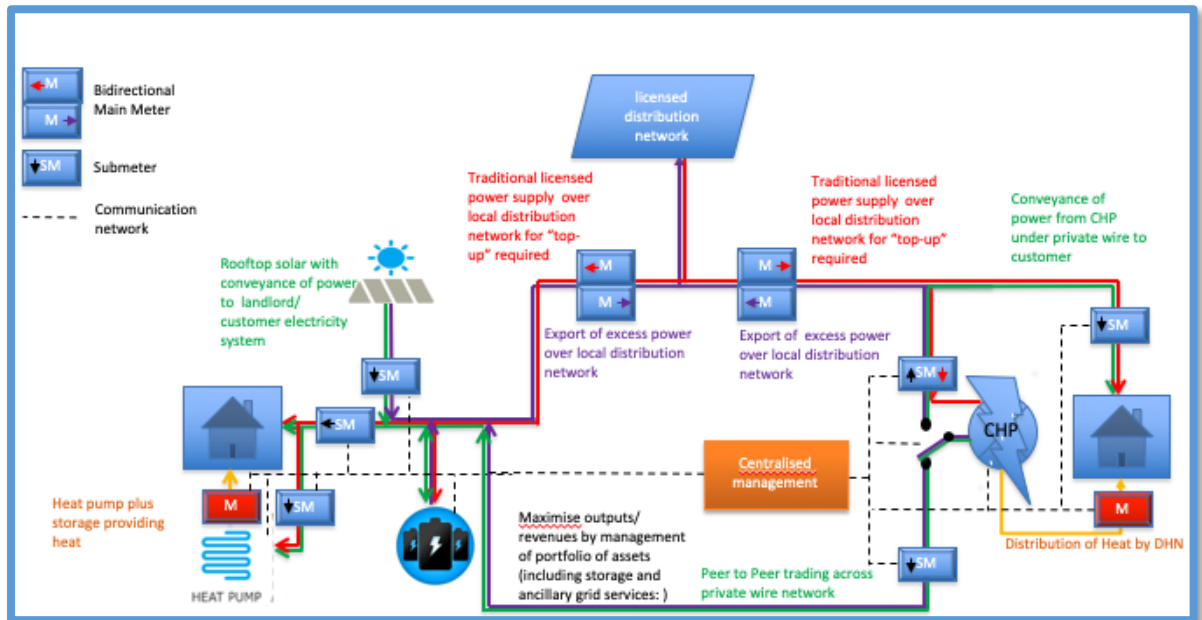 M
Bidirectional
Main Meter
M
SM
Submeter
Communication
network
licensed
distribution
network
Traditional licensed
power supply over
local distribution
network for “top-
up” required
Traditional licensed
power supply over
local distribution
network for “top-up”
required
Conveyance of
power from CHP
under private wire to
customer
Rooftop solar with
conveyance of power
to landlord/
customer electricity
system
M
M
M
M
Export of excess power
over local distribution
network
Export of excess power
over local distribution
network
SM
SM
SM
SM
CHP
Centralised
management
Heat pump plus
storage providing
heat
M
SM
M
Maximise outputs/
revenues by management
of portfolio of assets
(including storage and
ancillary grid services: )
Distribution of Heat by DHN
SM
Peer to Peer trading across
private wire network
HEAT PUMP